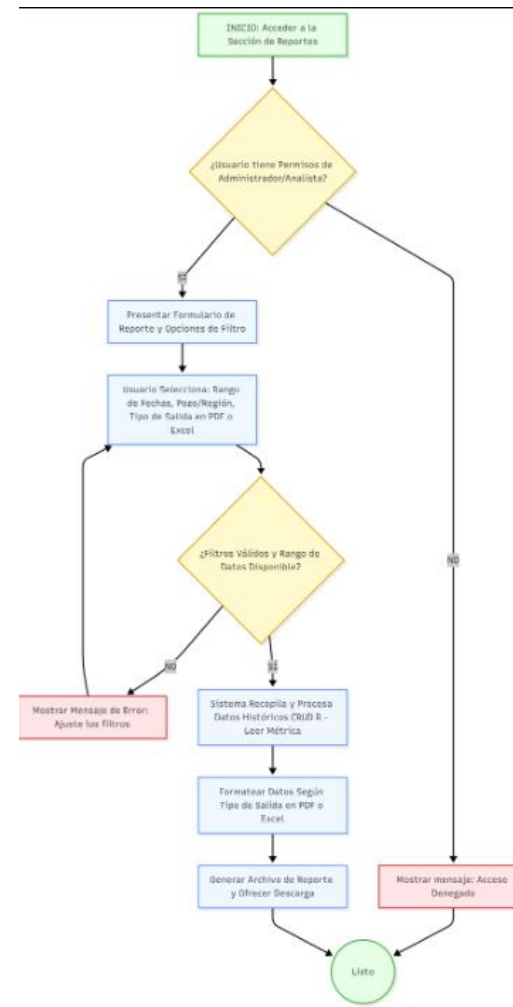 INICIO: Acceder a la
Sección de Reportes
¿Usuario tiene Permisos de
Administrador/Analista?
SÍ
Presentar Formulario de
Reporte y Opciones de Filtro
Usuario Selecciona: Rango
de Fechas, Pozo/Región,
Tipo de Salida en PDF o
Excel
¿Filtros Válidos y Rango de
Datos Disponible?
NO
NO
SÍ
Mostrar Mensaje de Error:
Ajuste los filtros
Sistema Recopila y Procesa
Datos Históricos CRUD R -
Leer Métrica
Formatear Datos Según
Tipo de Salida en PDF o
Excel
Generar Archivo de Reporte
y Ofrecer Descarga
Mostrar mensaje: Acceso
Denegado
Listo